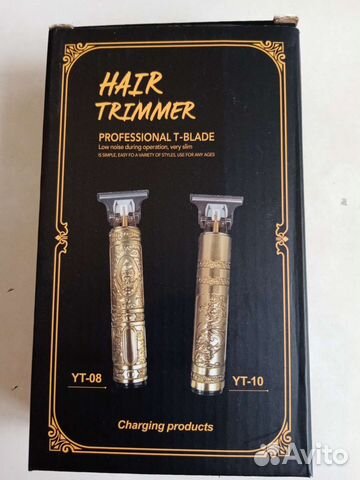 HAIR
TRIMMER
PROFESSIONAL T-BLADE
Low noise during operation, very slim
IS SIMPLE, EASY FO A VARIETY OF STYLES, USE FOR ANY AGES
YT-08
YT-10
Charging products
Avito